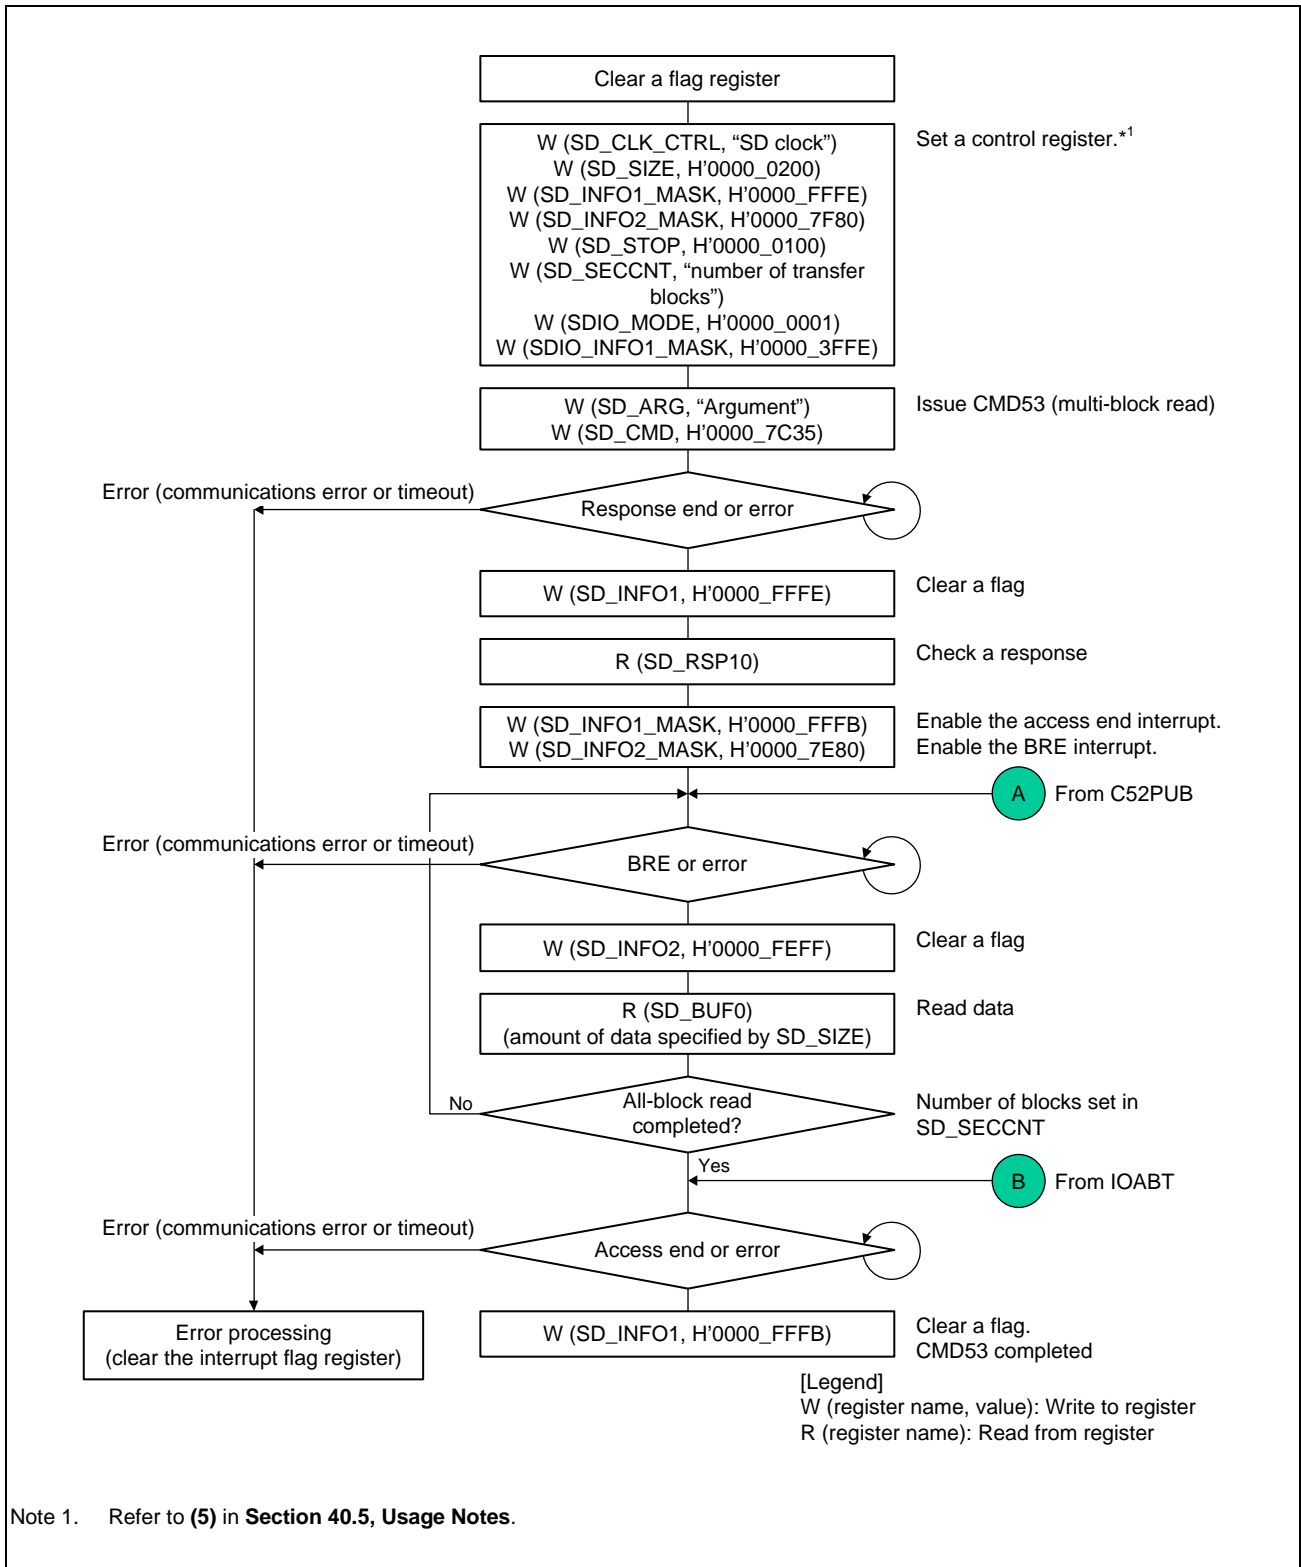 Clear a flag register
W (SD_CLK_CTRL, “SD clock”)
W (SD_SIZE, H’0000_0200)
W (SD_INFO1_MASK, H’0000_FFFE)
W (SD_INFO2_MASK, H’0000_7F80)
W (SD_STOP, H’0000_0100)
W (SD_SECCNT, “number of transfer
blocks”)
W (SDIO_MODE, H’0000_0001)
W (SDIO_INFO1_MASK, H’0000_3FFE)
Set a control register.*1
W (SD_ARG, “Argument”)
W (SD_CMD, H’0000_7C35)
Issue CMD53 (multi-block read)
Error (communications error or timeout)
Response end or error
W (SD_INFO1, H’0000_FFFE)
Clear a flag
R (SD_RSP10)
Check a response
W (SD_INFO1_MASK, H’0000_FFFB)
W (SD_INFO2_MASK, H’0000_7E80)
Enable the access end interrupt.
Enable the BRE interrupt.
A
From C52PUB
Error (communications error or timeout)
BRE or error
W (SD_INFO2, H’0000_FEFF)
Clear a flag
R (SD_BUF0)
(amount of data specified by SD_SIZE)
Read data
No
All-block read
completed?
Number of blocks set in
SD_SECCNT
Yes
B
From IOABT
Error (communications error or timeout)
Access end or error
Error processing
(clear the interrupt flag register)
W (SD_INFO1, H’0000_FFFB)
Clear a flag.
CMD53 completed
[Legend]
W (register name, value): Write to register
R (register name): Read from register
Note 1. Refer to (5) in Section 40.5, Usage Notes.